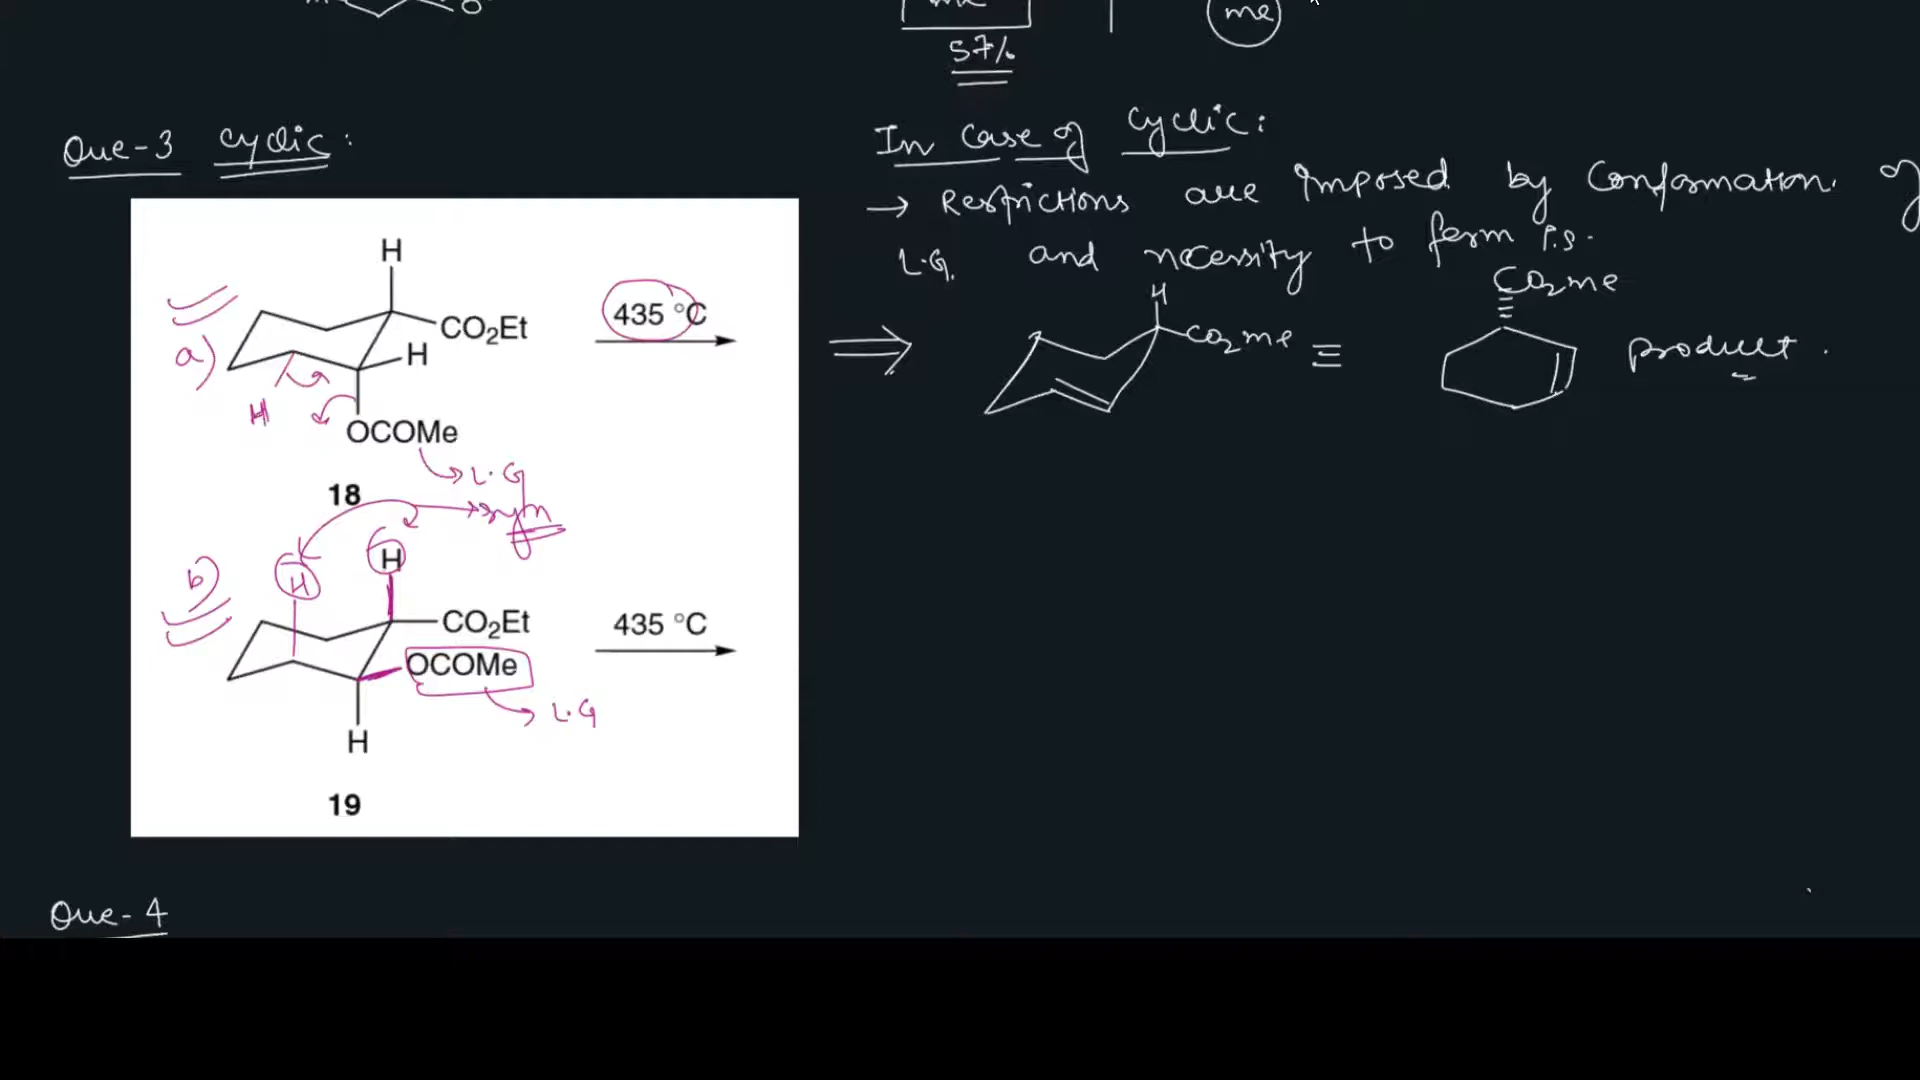 57%
me
Que-3 Cyclic:
In Case of Cyclic:
→ Restrictions are Imposed by Conformation of
L.G. and necessity to form T.S.
H
CO₂Et
H
OCOMe
a)
H
435 °C
L.G
18
syn
H
CO₂me
≡
CO₂me
product.
b)
H
H
CO₂Et
OCOMe
435 °C
L.G
H
19
Que-4